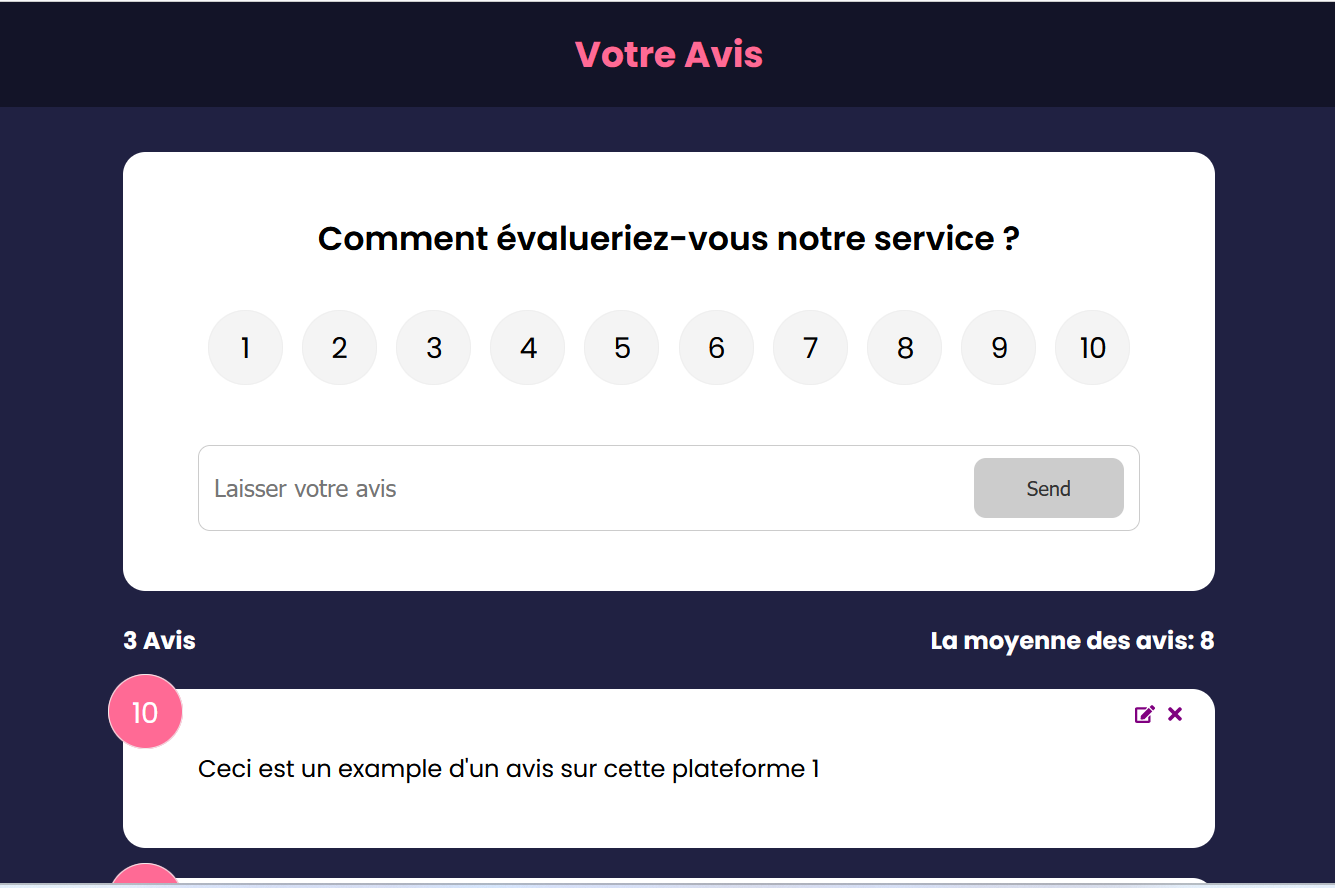 Votre Avis
Comment évalueriez-vous notre service ?
1 2 3 4 5 6 7 8 9 10
Laisser votre avis Send
3 Avis La moyenne des avis: 8
10
Ceci est un example d'un avis sur cette plateforme 1